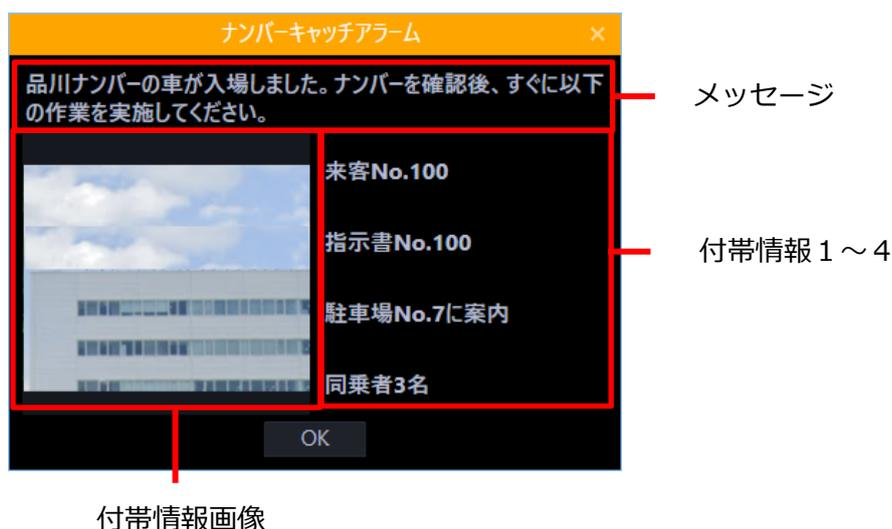 ナンバーキャッチアラーム ×
品川ナンバーの車が入場しました。ナンバーを確認後、すぐに以下
の作業を実施してください。
メッセージ
来客No.100
指示書No.100
付帯情報1～4
駐車場No.7に案内
同乗者3名
OK
付帯情報画像